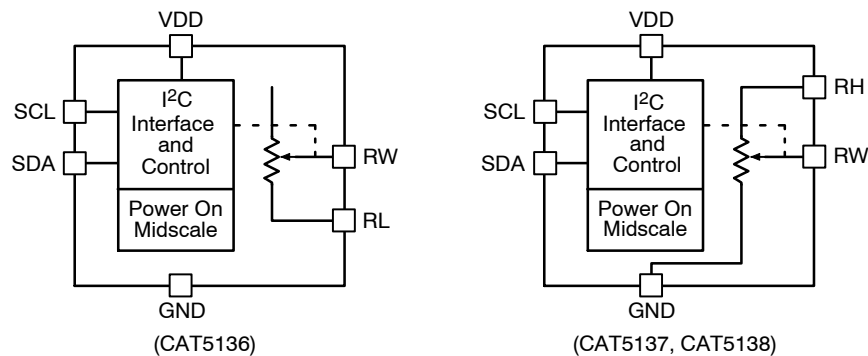 VDD
SCL
SDA
I²C
Interface
and
Control
Power On
Midscale
RW
RL
GND
(CAT5136)
VDD
SCL
SDA
I²C
Interface
and
Control
Power On
Midscale
RH
RW
GND
(CAT5137, CAT5138)